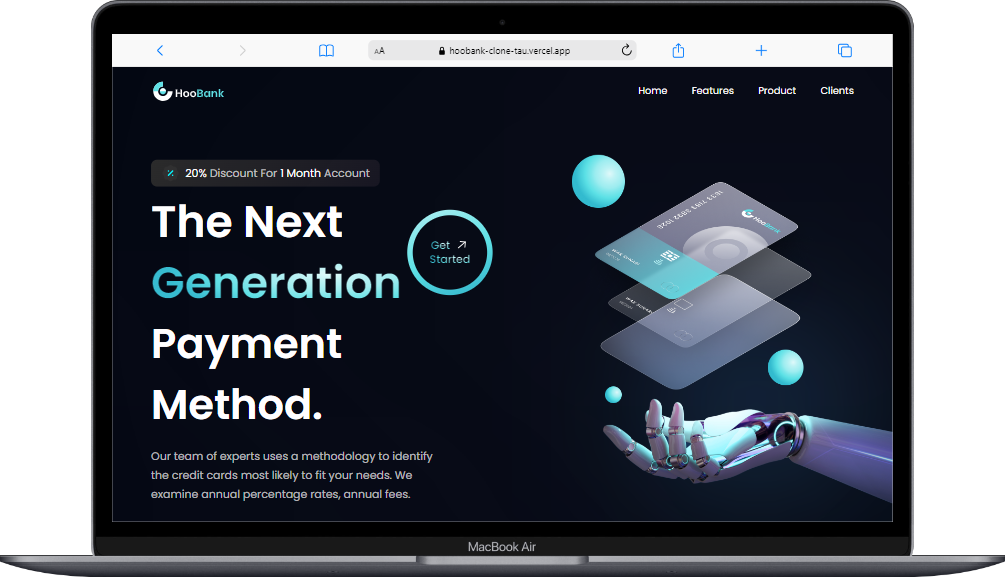 AA hoobank-clone-tau.vercel.app
HooBank
Home Features Product Clients
20% Discount For 1 Month Account
The Next
Generation
Payment
Method.
Get
Started
Our team of experts uses a methodology to identify
the credit cards most likely to fit your needs. We
examine annual percentage rates, annual fees.
HooBank
MacBook Air